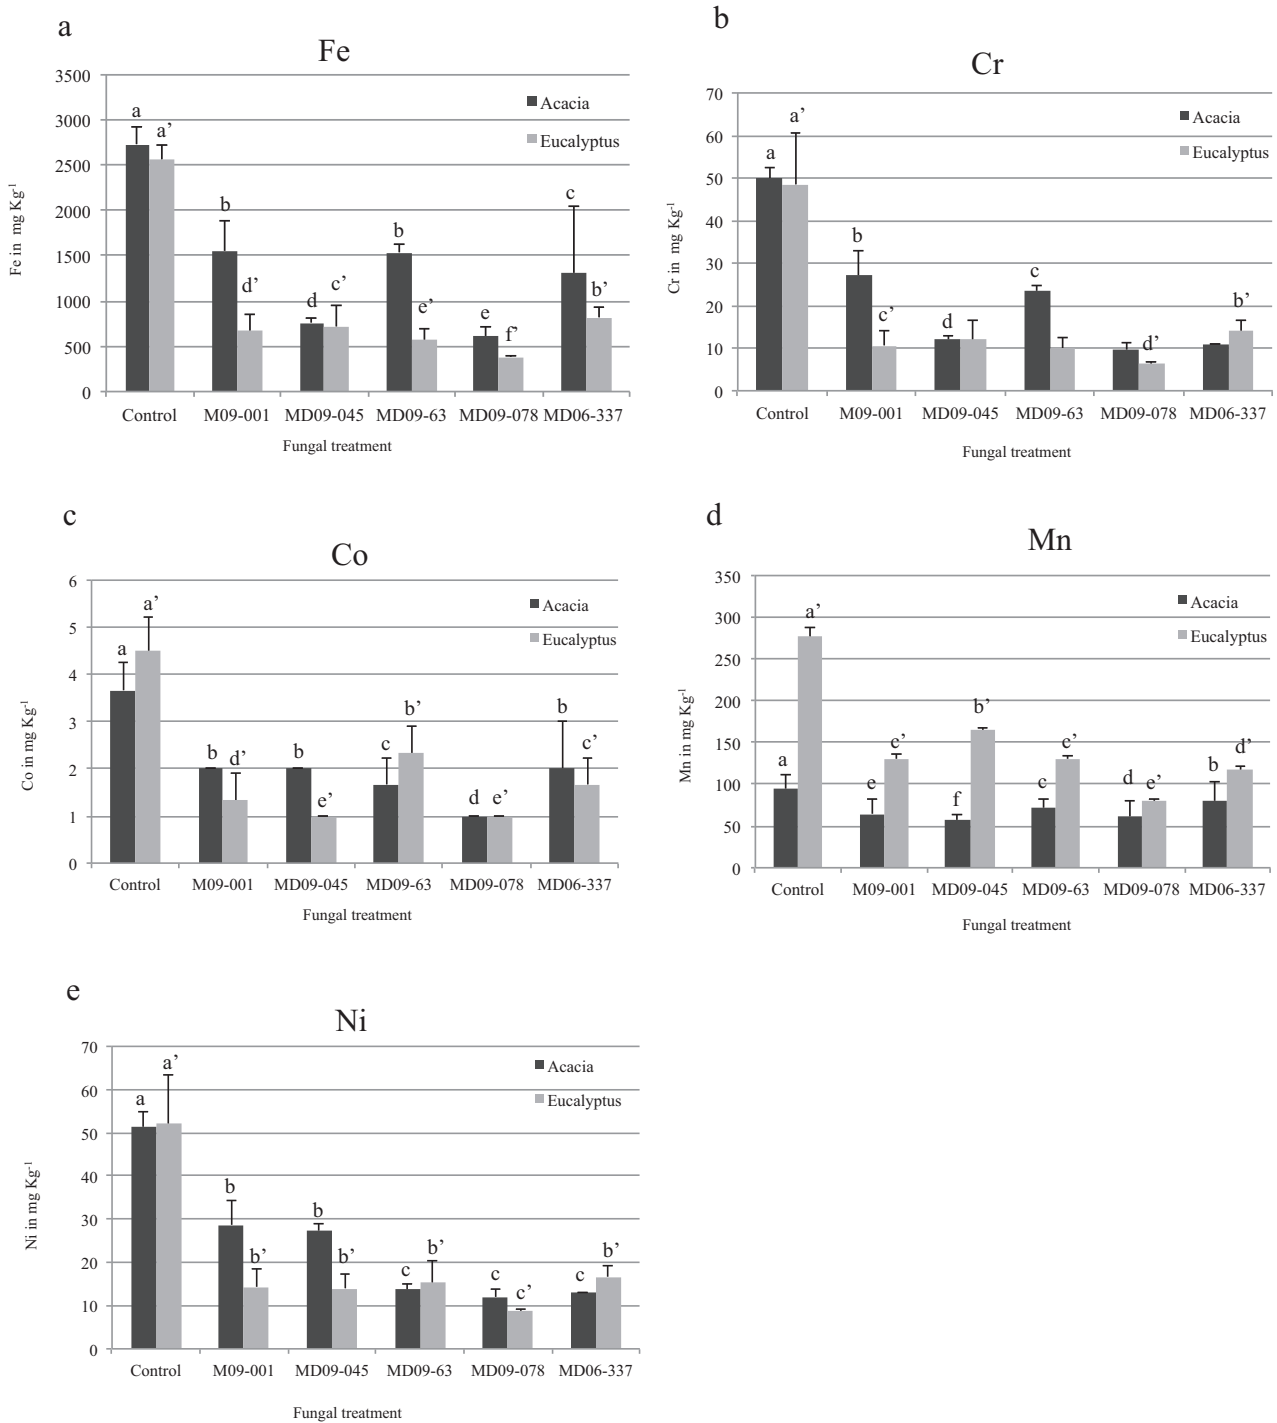 a
Fe
3500
3000
2500
2000
1500
1000
500
0
Fe in mg Kg-1
Acacia
Eucalyptus
a a’ b d’ d c’ b e’ e f’ c b’
Control M09-001 MD09-045 MD09-63 MD09-078 MD06-337
Fungal treatment
b
Cr
70
60
50
40
30
20
10
0
Cr in mg Kg-1
Acacia
Eucalyptus
a a’ b c’ d c d’ b’
Control M09-001 MD09-045 MD09-63 MD09-078 MD06-337
Fungal treatment
c
Co
6
5
4
3
2
1
0
Co in mg Kg-1
Acacia
Eucalyptus
a a’ b d’ b e’ c b’ d e’ b c’
Control M09-001 MD09-045 MD09-63 MD09-078 MD06-337
Fungal treatment
d
Mn
350
300
250
200
150
100
50
0
Mn in mg Kg-1
Acacia
Eucalyptus
a a’ e c’ f b’ c c’ d e’ b d’
Control M09-001 MD09-045 MD09-63 MD09-078 MD06-337
Fungal treatment
e
Ni
70
60
50
40
30
20
10
0
Ni in mg Kg-1
Acacia
Eucalyptus
a a’ b b’ b b’ c b’ c c’ c b’
Control M09-001 MD09-045 MD09-63 MD09-078 MD06-337
Fungal treatment